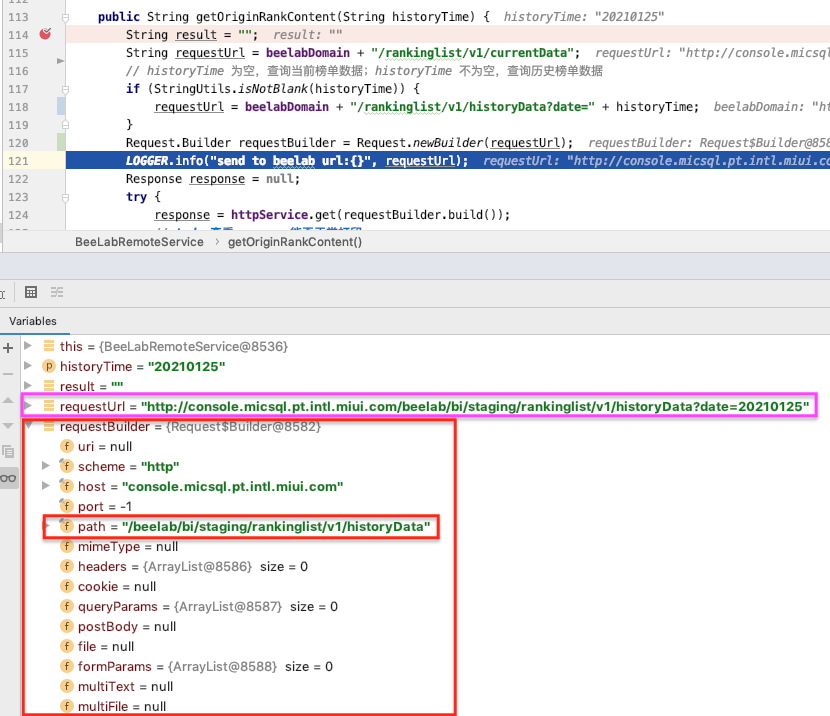 113 public String getOriginRankContent(String historyTime) { historyTime: "20210125"
114 String result = ""; result: ""
115 String requestUrl = beelabDomain + "/rankinglist/v1/currentData"; requestUrl: "http://console.micsql
116 // historyTime 为空，查询当前榜单数据；historyTime 不为空，查询历史榜单数据
117 if (StringUtils.isNotBlank(historyTime)) {
118 requestUrl = beelabDomain + "/rankinglist/v1/historyData?date=" + historyTime; beelabDomain: "ht
119 }
120 Request.Builder requestBuilder = Request.newBuilder(requestUrl); requestBuilder: Request$Builder@858
121 LOGGER.info("send to beelab url:{}", requestUrl); requestUrl: "http://console.micsql.pt.intl.miui.co
122 Response response = null;
123 try {
124 response = httpService.get(requestBuilder.build());
BeeLabRemoteService › getOriginRankContent()
Variables
this = {BeeLabRemoteService@8536}
historyTime = "20210125"
result = ""
requestUrl = "http://console.micsql.pt.intl.miui.com/beelab/bi/staging/rankinglist/v1/historyData?date=20210125"
requestBuilder = {Request$Builder@8582}
uri = null
scheme = "http"
host = "console.micsql.pt.intl.miui.com"
port = -1
path = "/beelab/bi/staging/rankinglist/v1/historyData"
mimeType = null
headers = {ArrayList@8586} size = 0
cookie = null
queryParams = {ArrayList@8587} size = 0
postBody = null
file = null
formParams = {ArrayList@8588} size = 0
multiText = null
multiFile = null